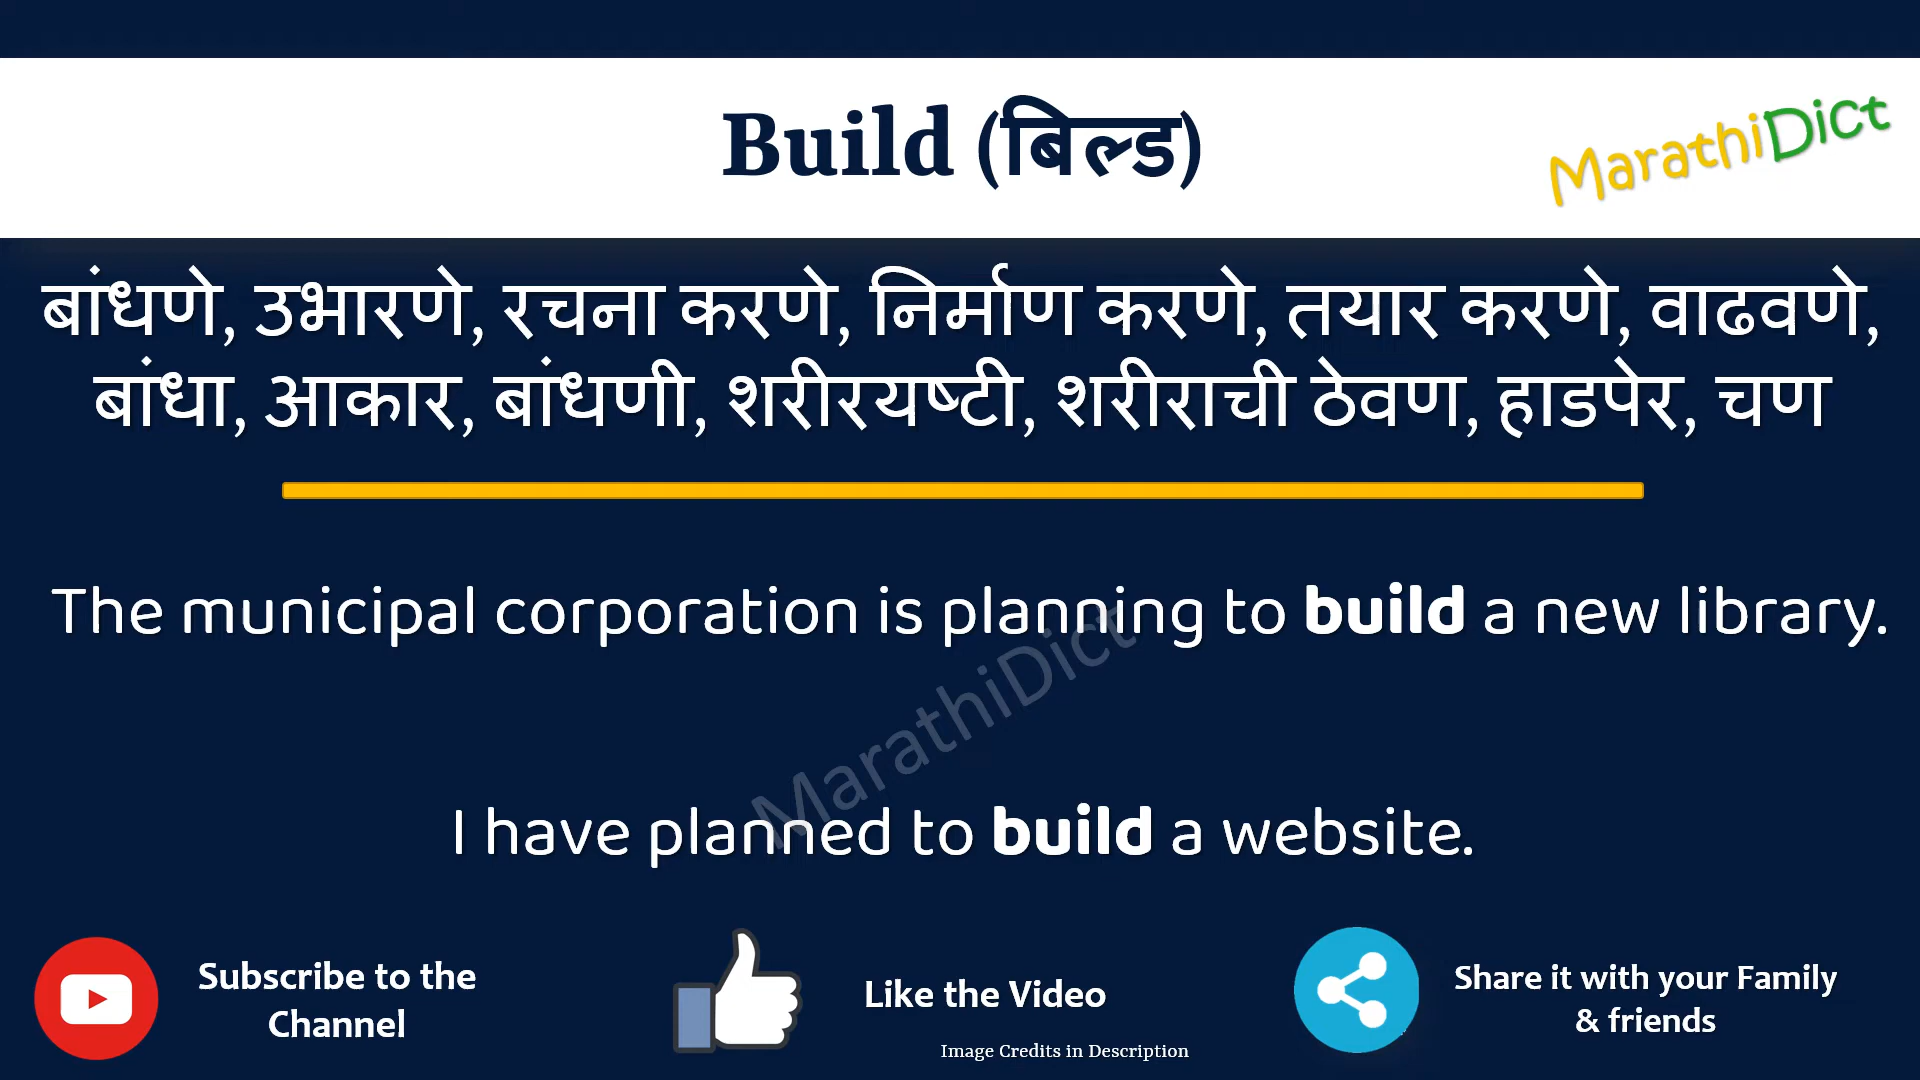 Build (बिल्ड)
MarathiDict
बांधणे, उभारणे, रचना करणे, निर्माण करणे, तयार करणे, वाढवणे,
बांधा, आकार, बांधणी, शरीरयष्टी, शरीराची ठेवण, हाडपेर, चण
The municipal corporation is planning to build a new library.
MarathiDict
I have planned to build a website.
Subscribe to the
Channel
Like the Video
Share it with your Family
& friends
Image Credits in Description